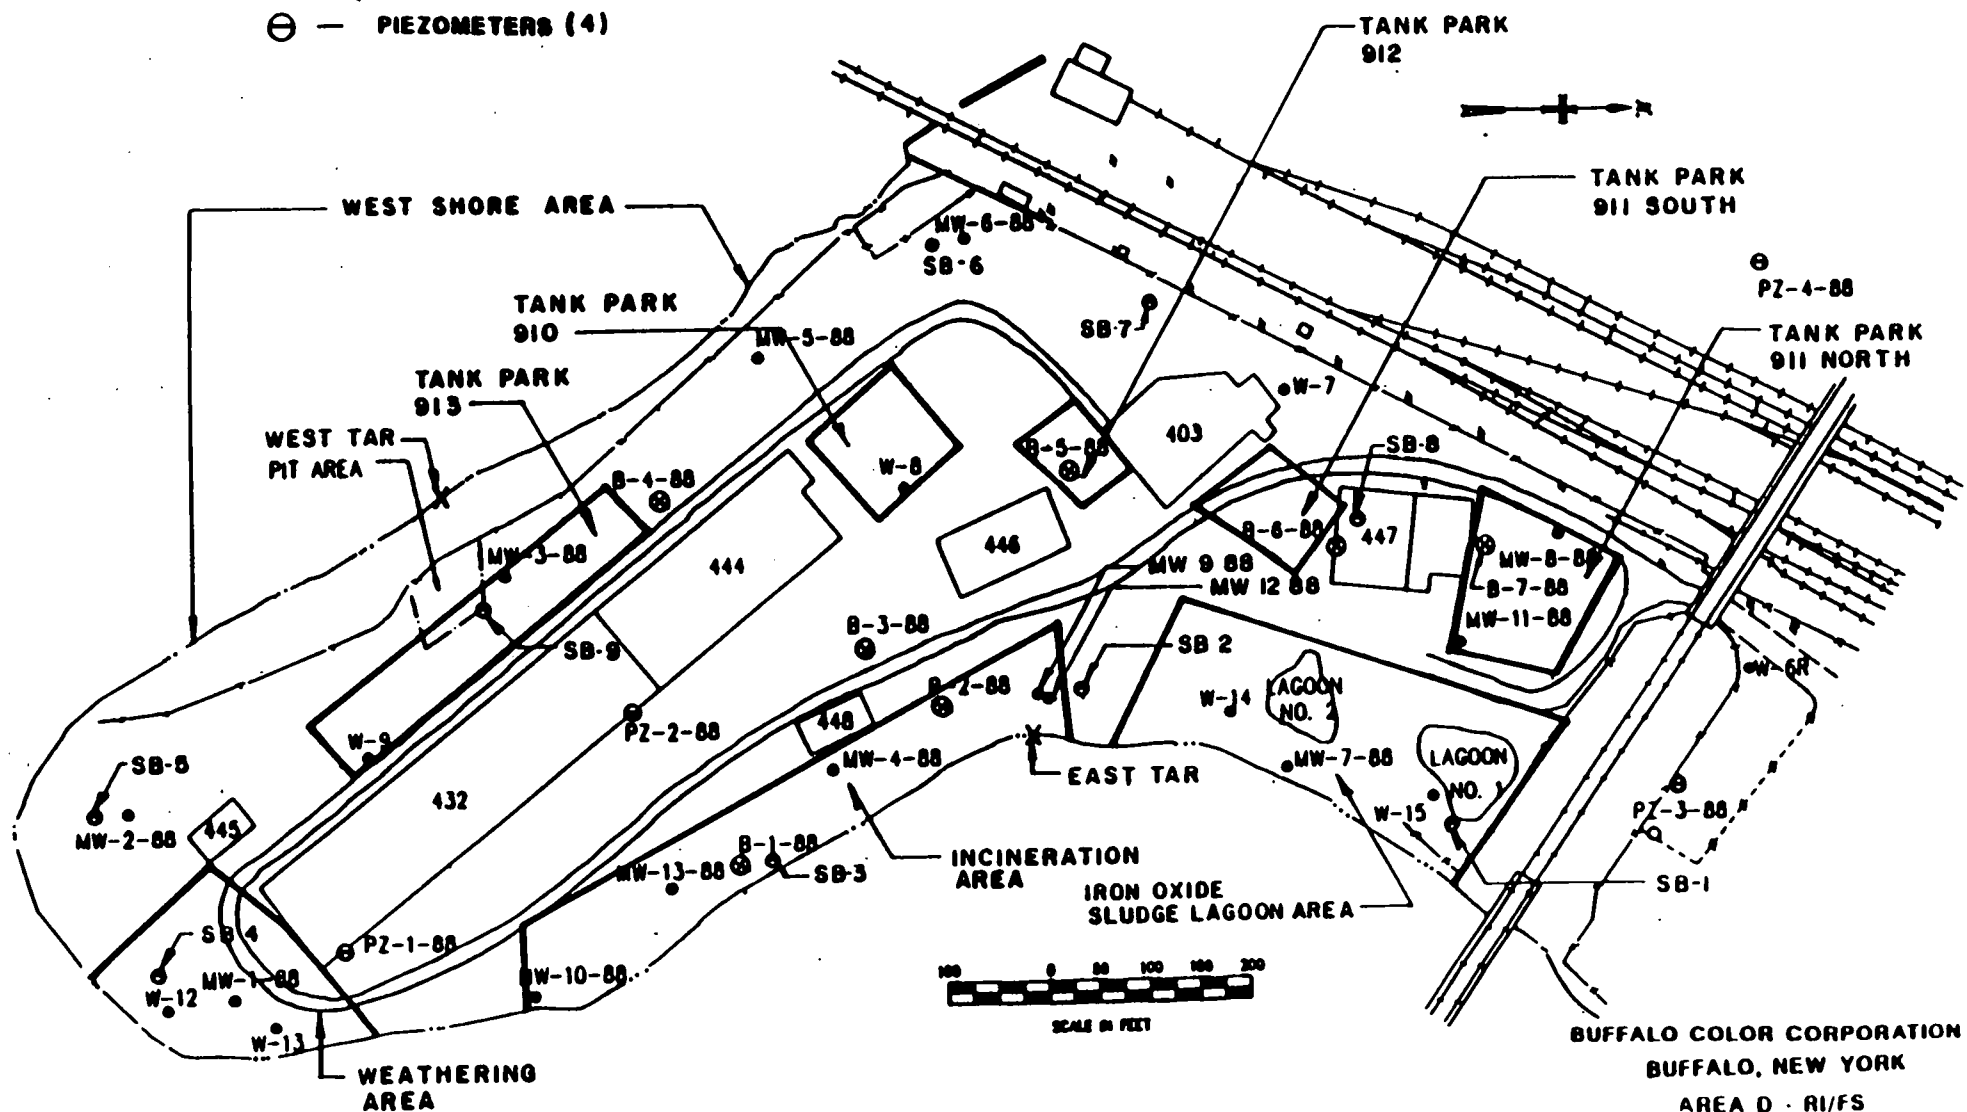 PIEZOMETERS (4)
TANK PARK
912
TANK PARK
911 SOUTH
WEST SHORE AREA
MW-6-88
SB-6
PZ-4-88
TANK PARK
910
SB-7
TANK PARK
911 NORTH
MW-5-88
TANK PARK
913
W-7
403
WEST TAR
PIT AREA
SB-8
B-5-88
W-8
B-4-88
B-6-88
447
446
444
MW-3-88
MW 9 88
MW 12 88
MW-8-88
B-7-88
MW-11-88
B-3-88
SB-9
SB 2
W-6R
B-2-88
W-14
LAGOON
NO. 2
448
PZ-2-88
W-9
MW-4-88
EAST TAR
MW-7-88
LAGOON
NO. 1
SB-5
432
W-15
PZ-3-88
MW-2-88
445
B-1-88
MW-13-88
SB-3
INCINERATION
AREA
SB-1
IRON OXIDE
SLUDGE LAGOON AREA
SB 4
PZ-1-88
MW-1-88
W-12
MW-10-88
100 0 50 100 150 200
SCALE IN FEET
W-13
WEATHERING
AREA
BUFFALO COLOR CORPORATION
BUFFALO, NEW YORK
AREA D - RI/FS